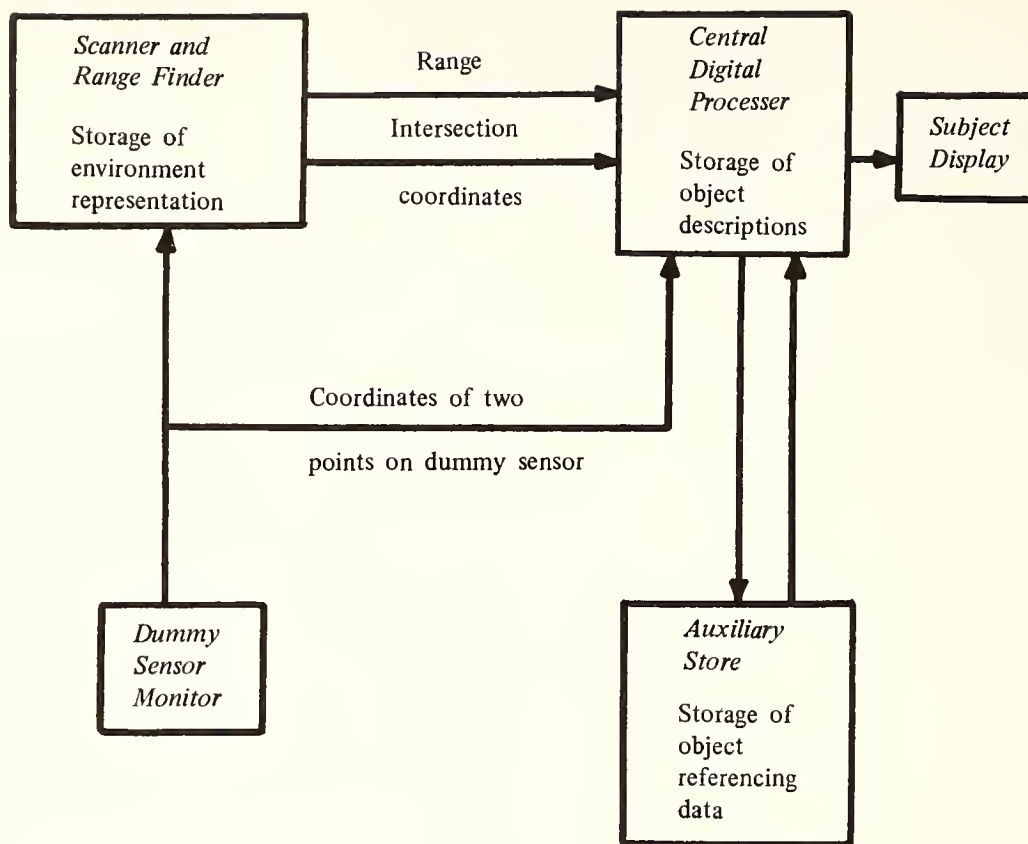 Scanner and
Range Finder
Storage of
environment
representation
Range
Intersection
coordinates
Central
Digital
Processer
Storage of
object
descriptions
Subject
Display
Coordinates of two
points on dummy sensor
Dummy
Sensor
Monitor
Auxiliary
Store
Storage of
object
referencing
data